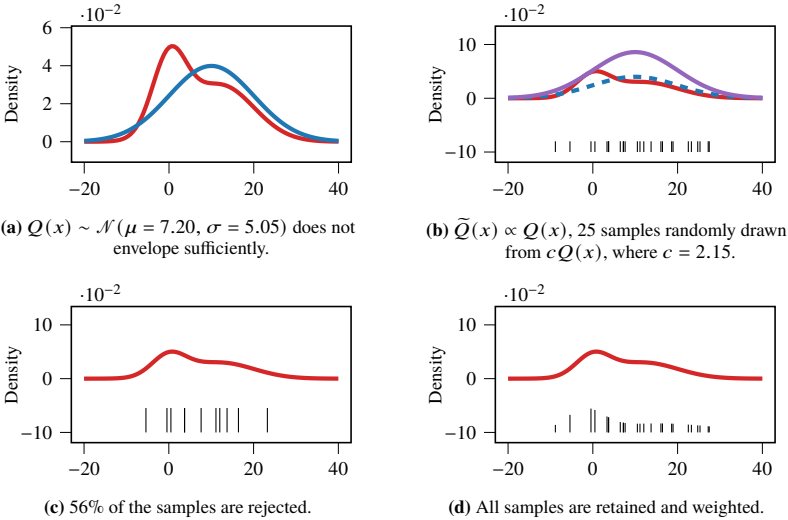 ·10⁻²
6
4
2
0
Density
−20 0 20 40
(a) Q(x) ∼ 𝒩(μ = 7.20, σ = 5.05) does not
envelope sufficiently.
·10⁻²
10
0
−10
Density
−20 0 20 40
(b) Q̃(x) ∝ Q(x), 25 samples randomly drawn
from cQ(x), where c = 2.15.
·10⁻²
10
0
−10
Density
−20 0 20 40
(c) 56% of the samples are rejected.
·10⁻²
10
0
−10
Density
−20 0 20 40
(d) All samples are retained and weighted.